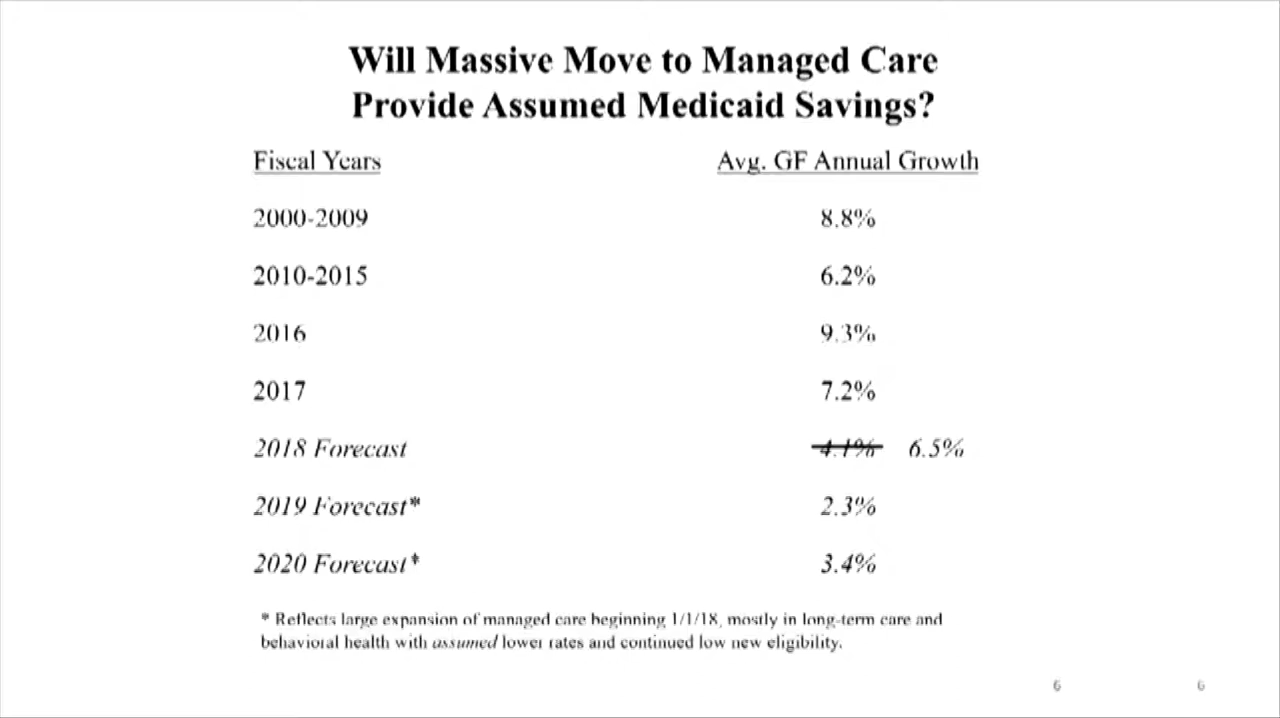 Will Massive Move to Managed Care
Provide Assumed Medicaid Savings?
Fiscal Years Avg. GF Annual Growth
2000-2009 8.8%
2010-2015 6.2%
2016 9.3%
2017 7.2%
2018 Forecast 4.1% 6.5%
2019 Forecast* 2.3%
2020 Forecast* 3.4%
* Reflects large expansion of managed care beginning 1/1/18, mostly in long-term care and
behavioral health with assumed lower rates and continued low new eligibility.
6 6